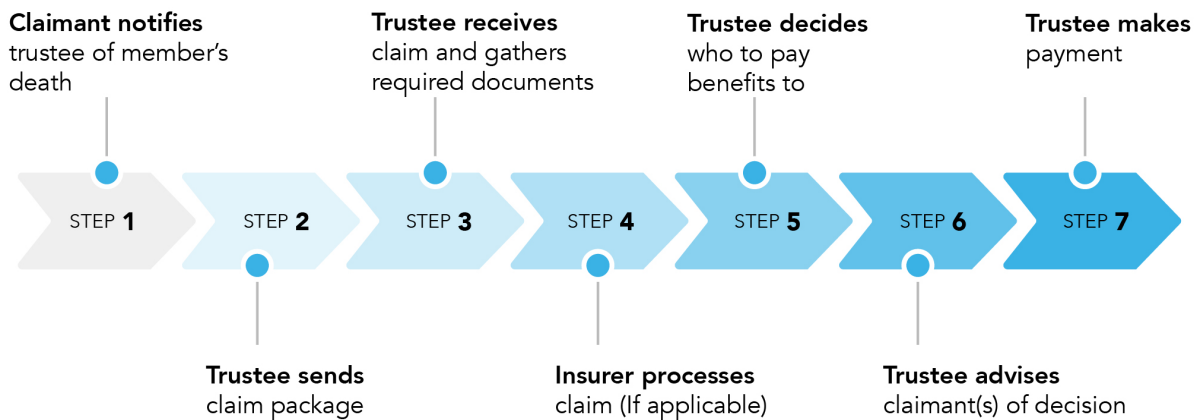 Claimant notifies
trustee of member's
death
Trustee receives
claim and gathers
required documents
Trustee decides
who to pay
benefits to
Trustee makes
payment
STEP 1
STEP 2
STEP 3
STEP 4
STEP 5
STEP 6
STEP 7
Trustee sends
claim package
Insurer processes
claim (If applicable)
Trustee advises
claimant(s) of decision